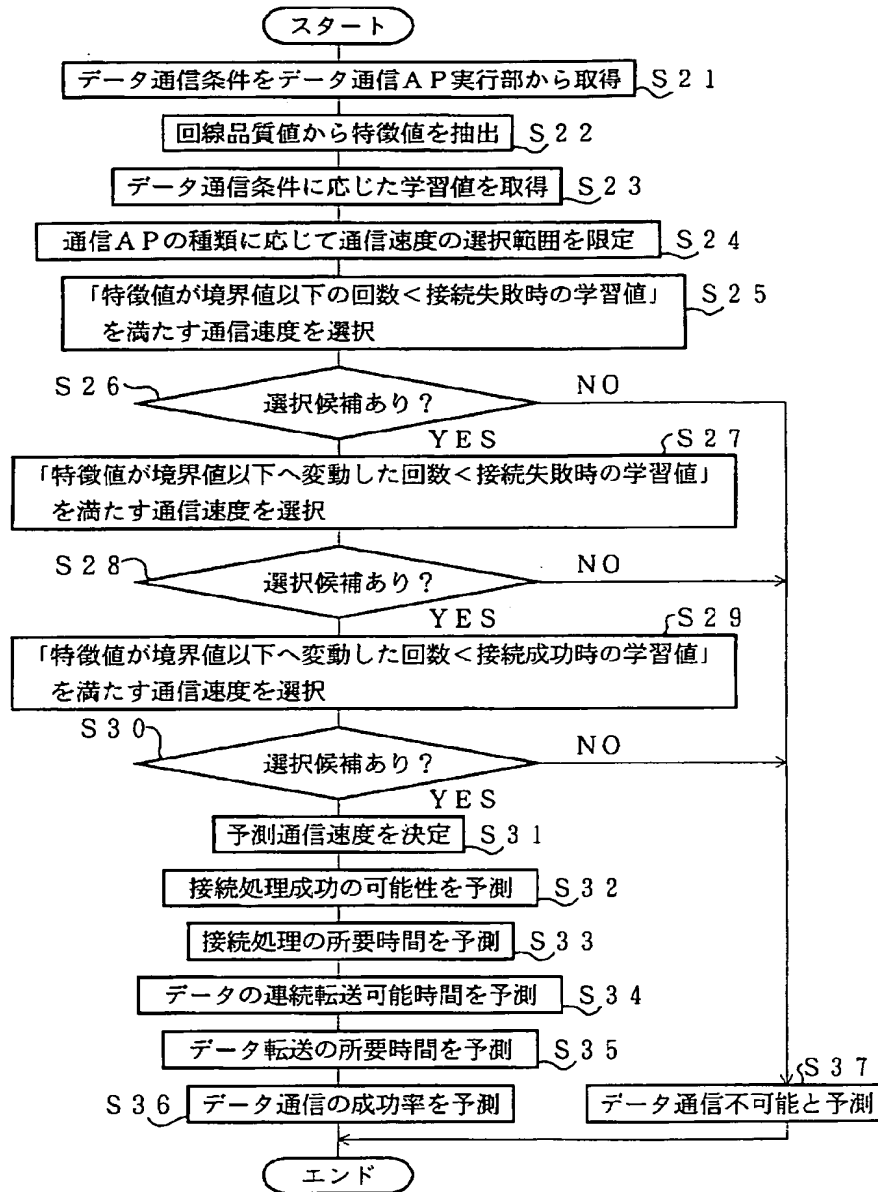 スタート
データ通信条件をデータ通信AP実行部から取得 S21
回線品質値から特徴値を抽出 S22
データ通信条件に応じた学習値を取得 S23
通信APの種類に応じて通信速度の選択範囲を限定 S24
「特徴値が境界値以下の回数<接続失敗時の学習値」 S25
を満たす通信速度を選択
S26 選択候補あり? NO
YES S27
「特徴値が境界値以下へ変動した回数<接続失敗時の学習値」
を満たす通信速度を選択
S28 選択候補あり? NO
YES S29
「特徴値が境界値以下へ変動した回数<接続成功時の学習値」
を満たす通信速度を選択
S30 選択候補あり? NO
YES
予測通信速度を決定 S31
接続処理成功の可能性を予測 S32
接続処理の所要時間を予測 S33
データの連続転送可能時間を予測 S34
データ転送の所要時間を予測 S35
S37
S36 データ通信の成功率を予測 データ通信不可能と予測
エンド